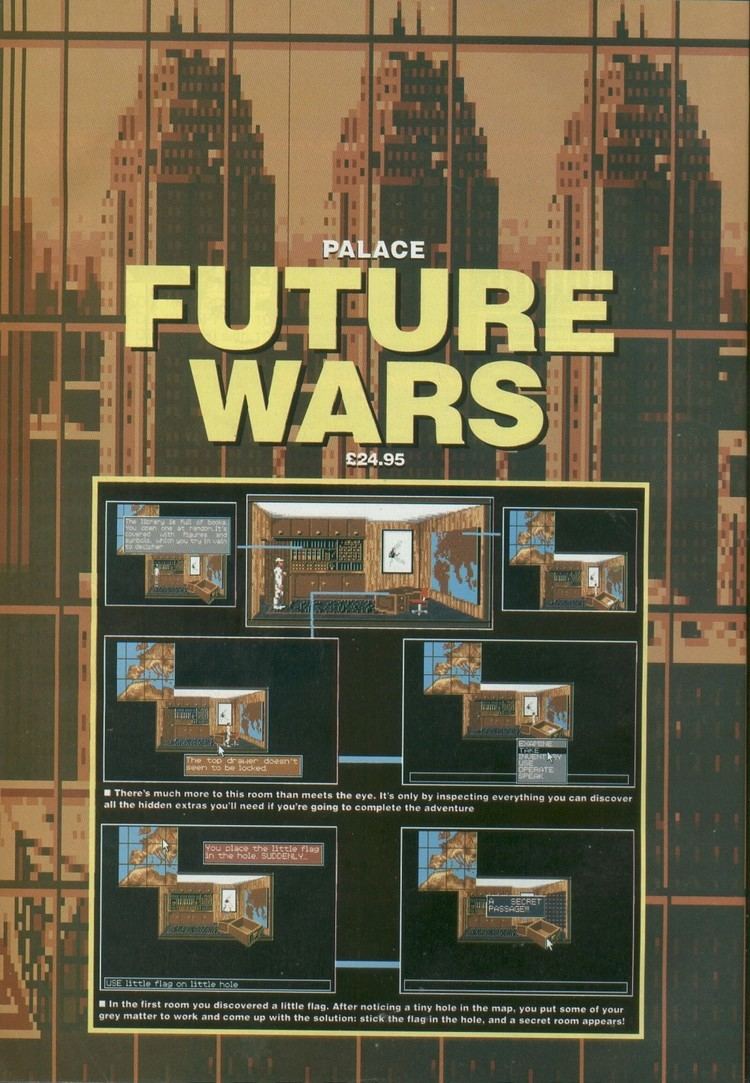 PALACE
FUTURE
WARS
£24.95
The library is full of books.
You open one at random.It's
covered with figures and
symbols, which you try in vain
to decipher
The top drawer doesn't
seen to be locked.
EXAMINE
TAKE
INVENTORY
USE
OPERATE
SPEAK
■ There's much more to this room than meets the eye. It's only by inspecting everything you can discover
all the hidden extras you'll need if you're going to complete the adventure
You place the little flag
in the hole. SUDDENLY...
USE little flag on little hole
A SECRET
PASSAGE!!!
■ In the first room you discovered a little flag. After noticing a tiny hole in the map, you put some of your
grey matter to work and come up with the solution: stick the flag in the hole, and a secret room appears!